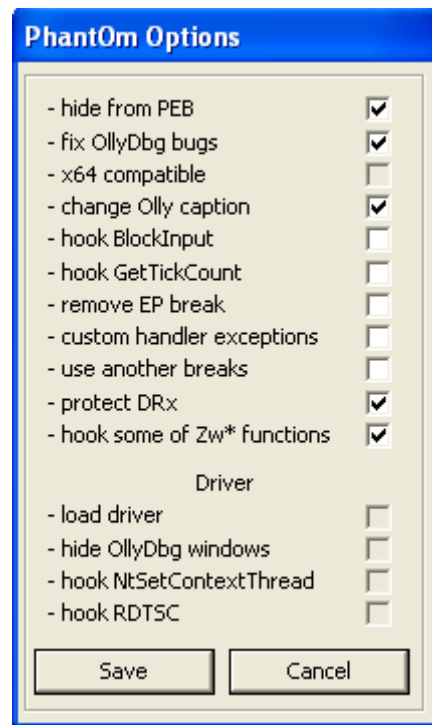 PhantOm Options
- hide from PEB
- fix OllyDbg bugs
- x64 compatible
- change Olly caption
- hook BlockInput
- hook GetTickCount
- remove EP break
- custom handler exceptions
- use another breaks
- protect DRx
- hook some of Zw* functions
Driver
- load driver
- hide OllyDbg windows
- hook NtSetContextThread
- hook RDTSC
Save Cancel